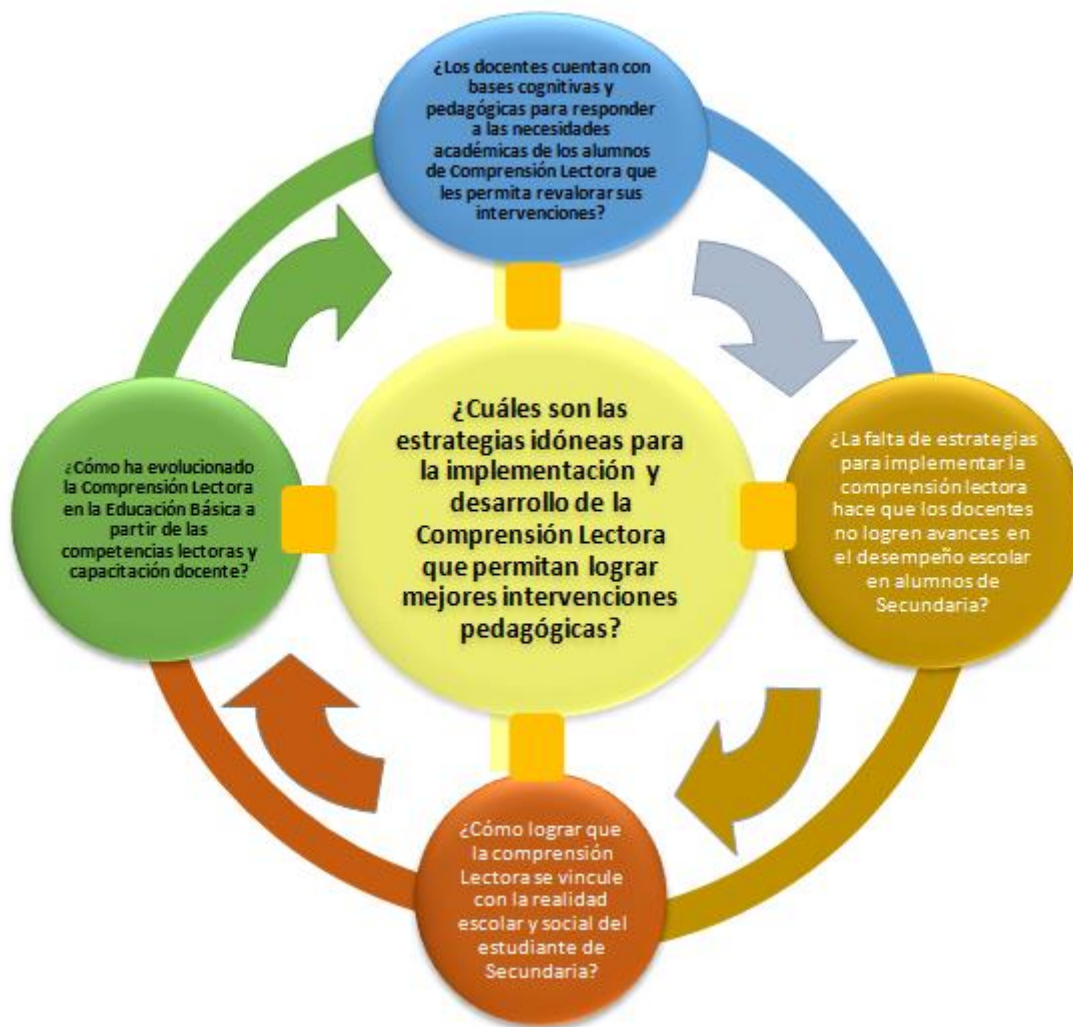 ¿Los docentes cuentan con
bases cognitivas y
pedagógicas para responder
a las necesidades
académicas de los alumnos
de Comprensión Lectora que
les permita revalorar sus
intervenciones?
¿Cuáles son las
estrategias idóneas para
la implementación y
desarrollo de la
Comprensión Lectora
que permitan lograr
mejores intervenciones
pedagógicas?
¿La falta de estrategias
para implementar la
comprensión lectora
hace que los docentes
no logren avances en
el desempeño escolar
en alumnos de
Secundaria?
¿Cómo lograr que
la comprensión
Lectora se vincule
con la realidad
escolar y social del
estudiante de
Secundaria?
¿Cómo ha evolucionado
la Comprensión Lectora
en la Educación Básica a
partir de las
competencias lectoras y
capacitación docente?